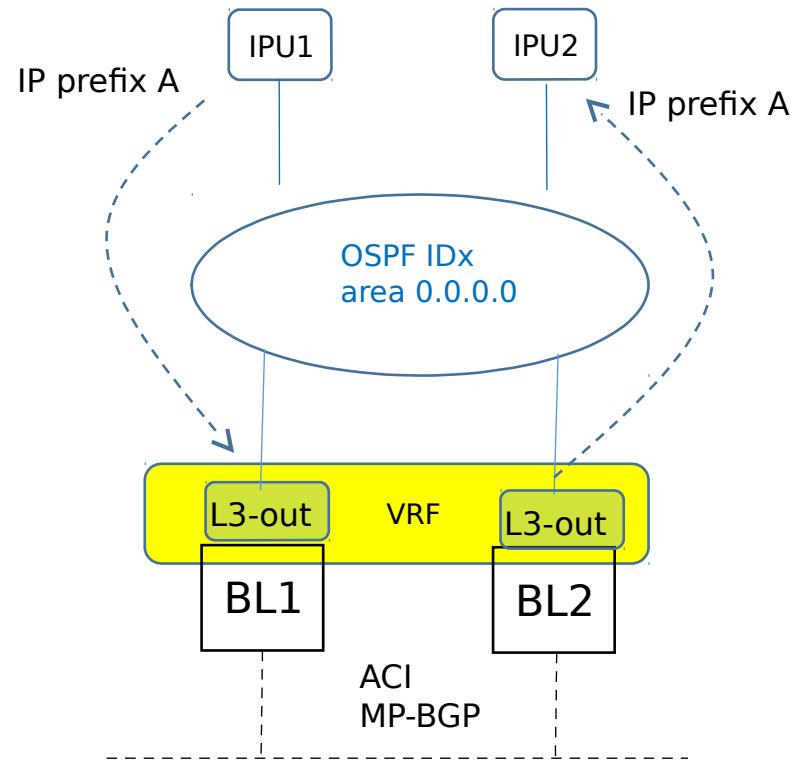 IPU1
IPU2
IP prefix A
IP prefix A
OSPF IDx
area 0.0.0.0
L3-out
VRF
L3-out
BL1
BL2
ACI
MP-BGP